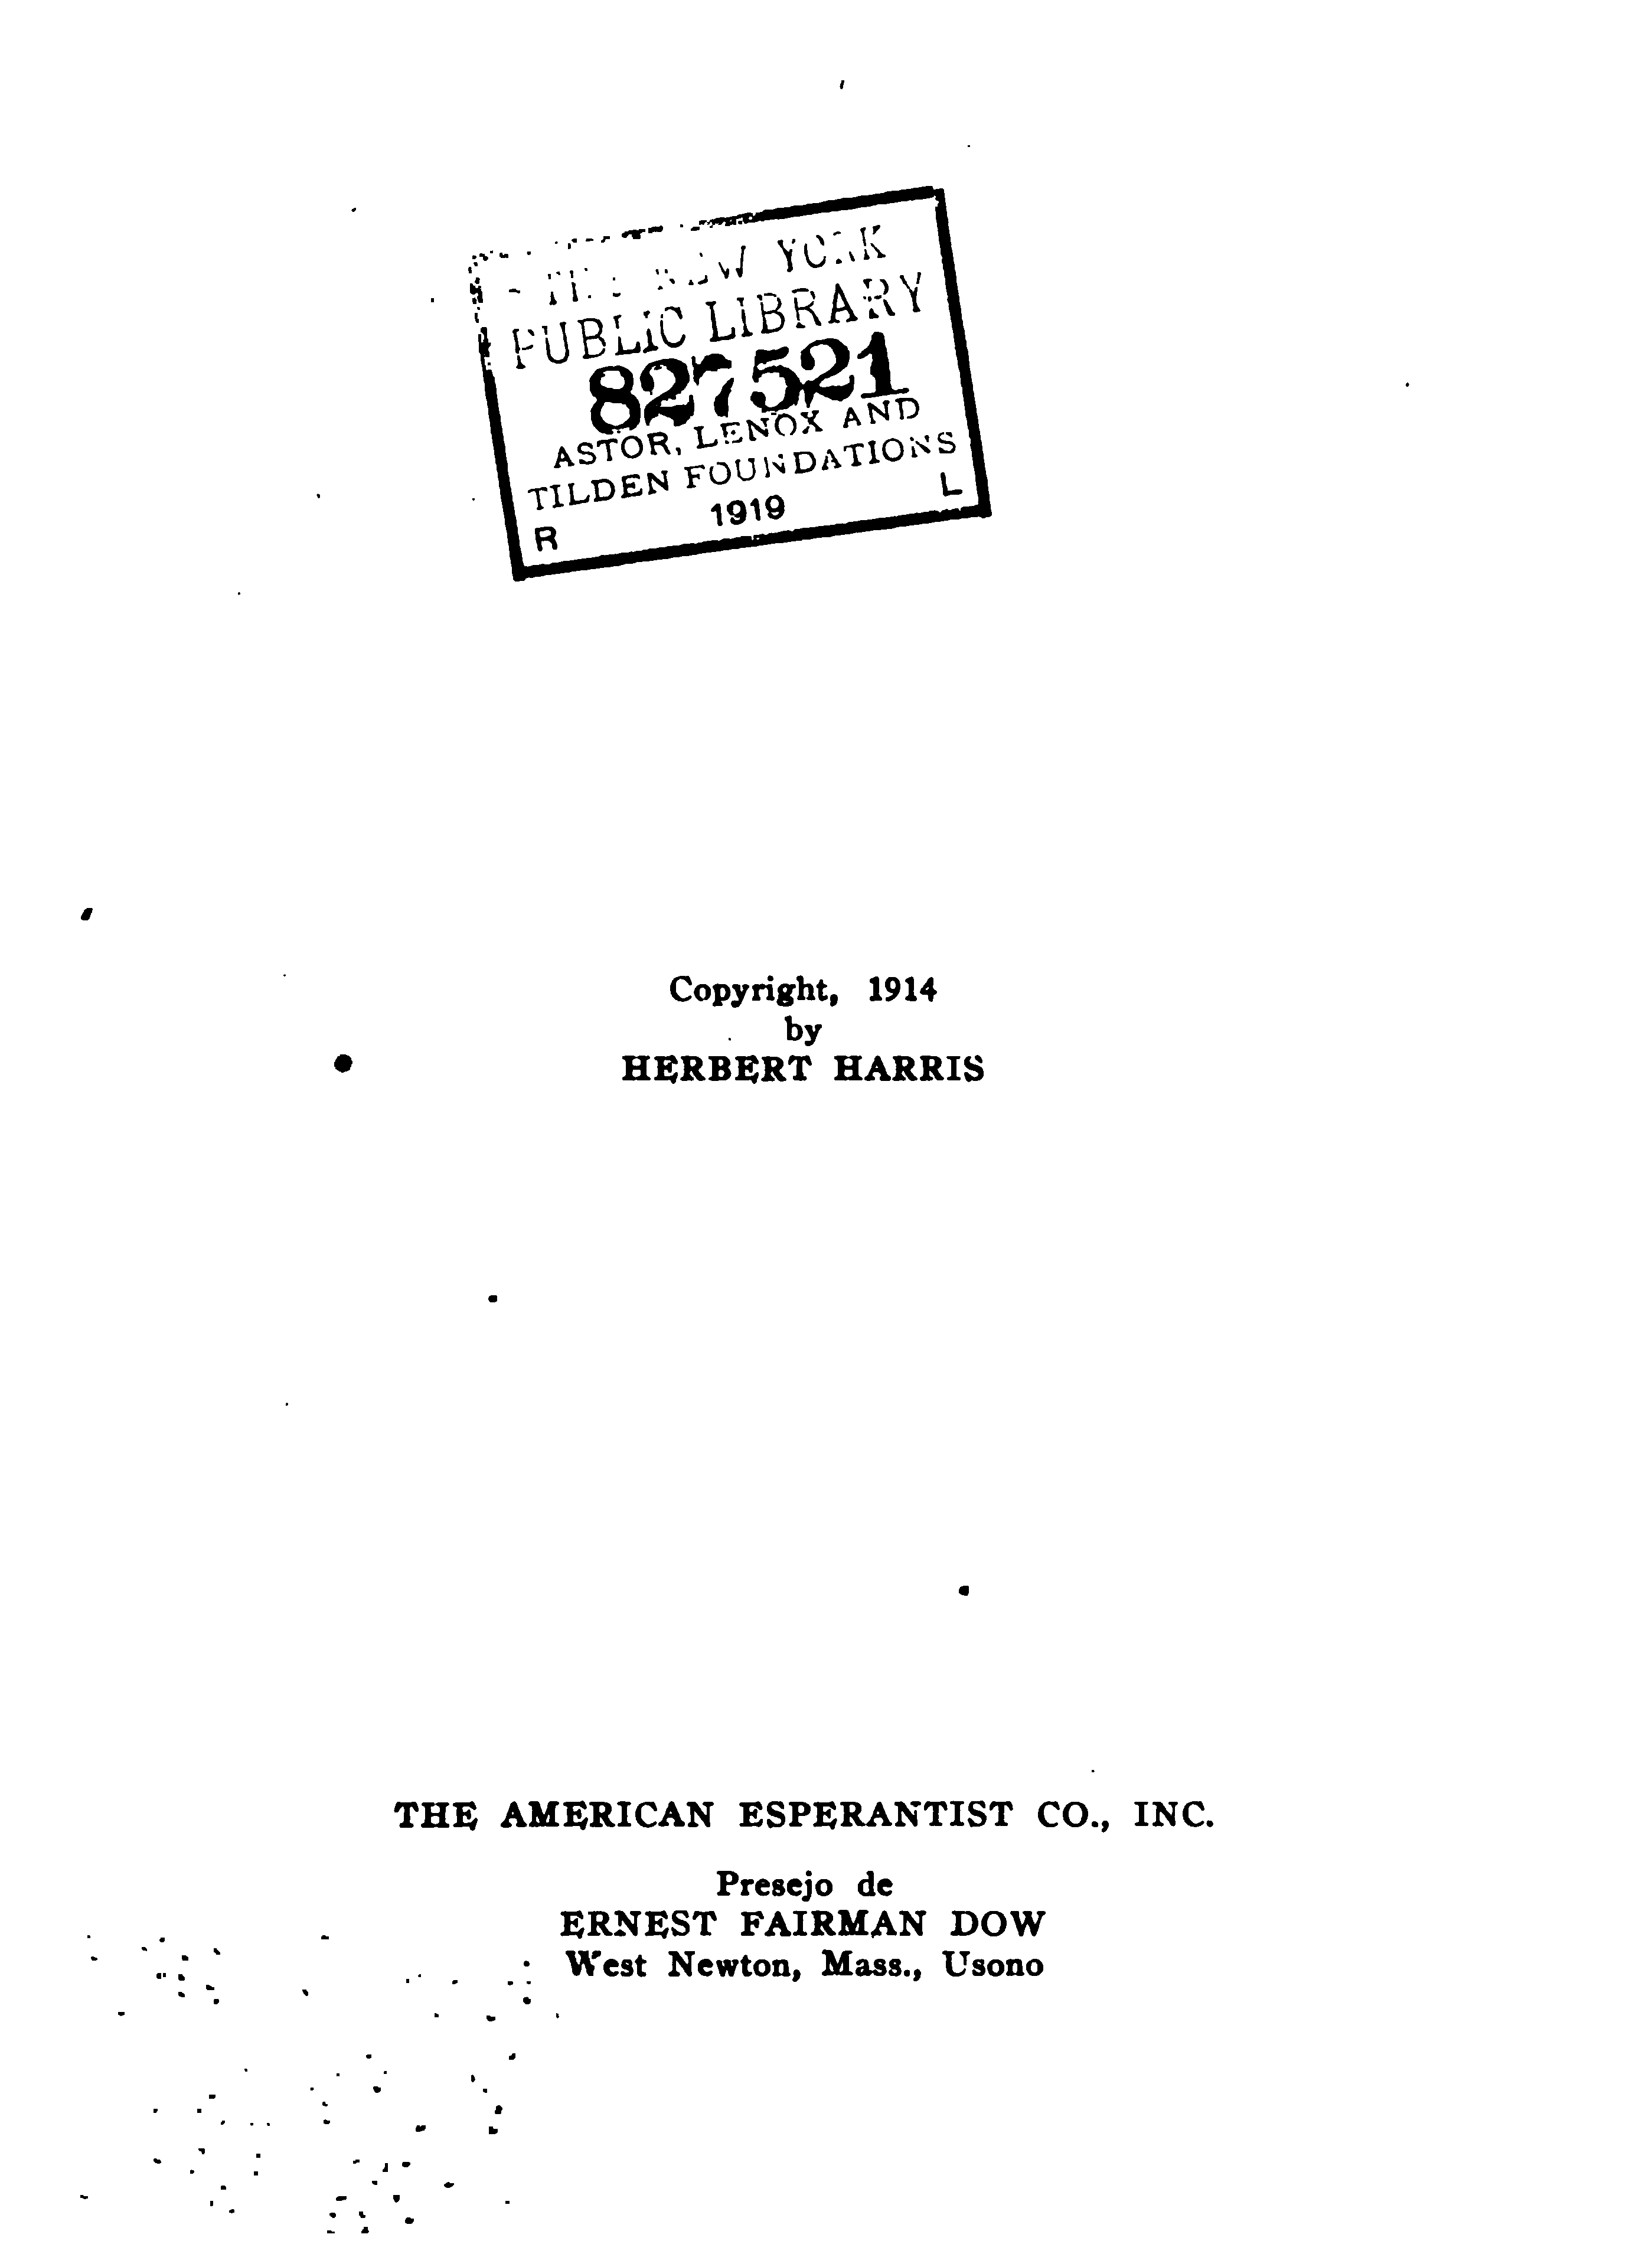 THE NEW YORK
PUBLIC LIBRARY
827521
ASTOR, LENOX AND
TILDEN FOUNDATIONS
R 1919 L
Copyright, 1914
by
HERBERT HARRIS
THE AMERICAN ESPERANTIST CO., INC.
Presejo de
ERNEST FAIRMAN DOW
West Newton, Mass., Usono